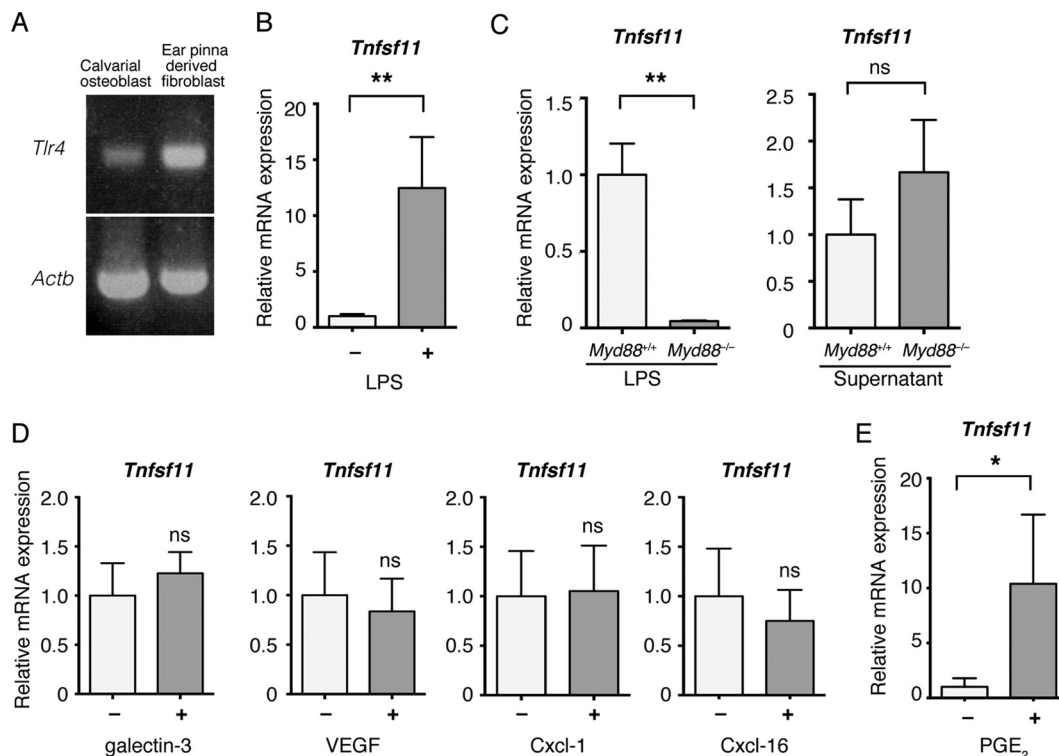 A
Calvarial
osteoblast
Ear pinna
derived
fibroblast
Tlr4
Actb
B
Tnfsf11
**
Relative mRNA expression
20
15
10
5
0
– +
LPS
C
Tnfsf11
**
Relative mRNA expression
1.5
1.0
0.5
0
Myd88+/+ Myd88–/–
LPS
Tnfsf11
ns
2.5
2.0
1.5
1.0
0.5
0
Myd88+/+ Myd88–/–
Supernatant
D
Tnfsf11
Relative mRNA expression
2.0
1.5
1.0
0.5
0
ns
– +
galectin-3
Tnfsf11
2.0
1.5
1.0
0.5
0
ns
– +
VEGF
Tnfsf11
2.0
1.5
1.0
0.5
0
ns
– +
Cxcl-1
Tnfsf11
2.0
1.5
1.0
0.5
0
ns
– +
Cxcl-16
E
Tnfsf11
*
Relative mRNA expression
20
15
10
5
0
– +
PGE2